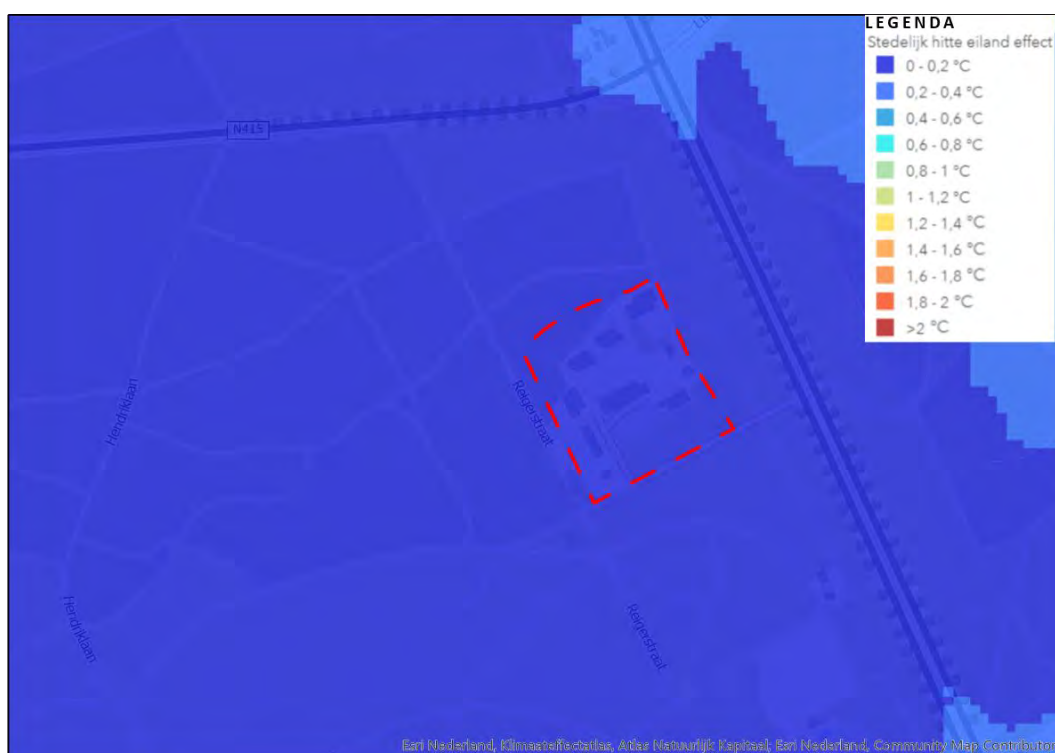 LEGENDA
Stedelijk hitte eiland effect
0 - 0,2 °C
0,2 - 0,4 °C
0,4 - 0,6 °C
0,6 - 0,8 °C
0,8 - 1 °C
1 - 1,2 °C
1,2 - 1,4 °C
1,4 - 1,6 °C
1,6 - 1,8 °C
1,8 - 2 °C
>2 °C
N415
Hendriklaan
Reigerstraat
Hendriklaan
Reigerstraat
Esri Nederland, Klimaateffectatlas, Atlas Natuurlijk Kapitaal; Esri Nederland, Community Map Contributor